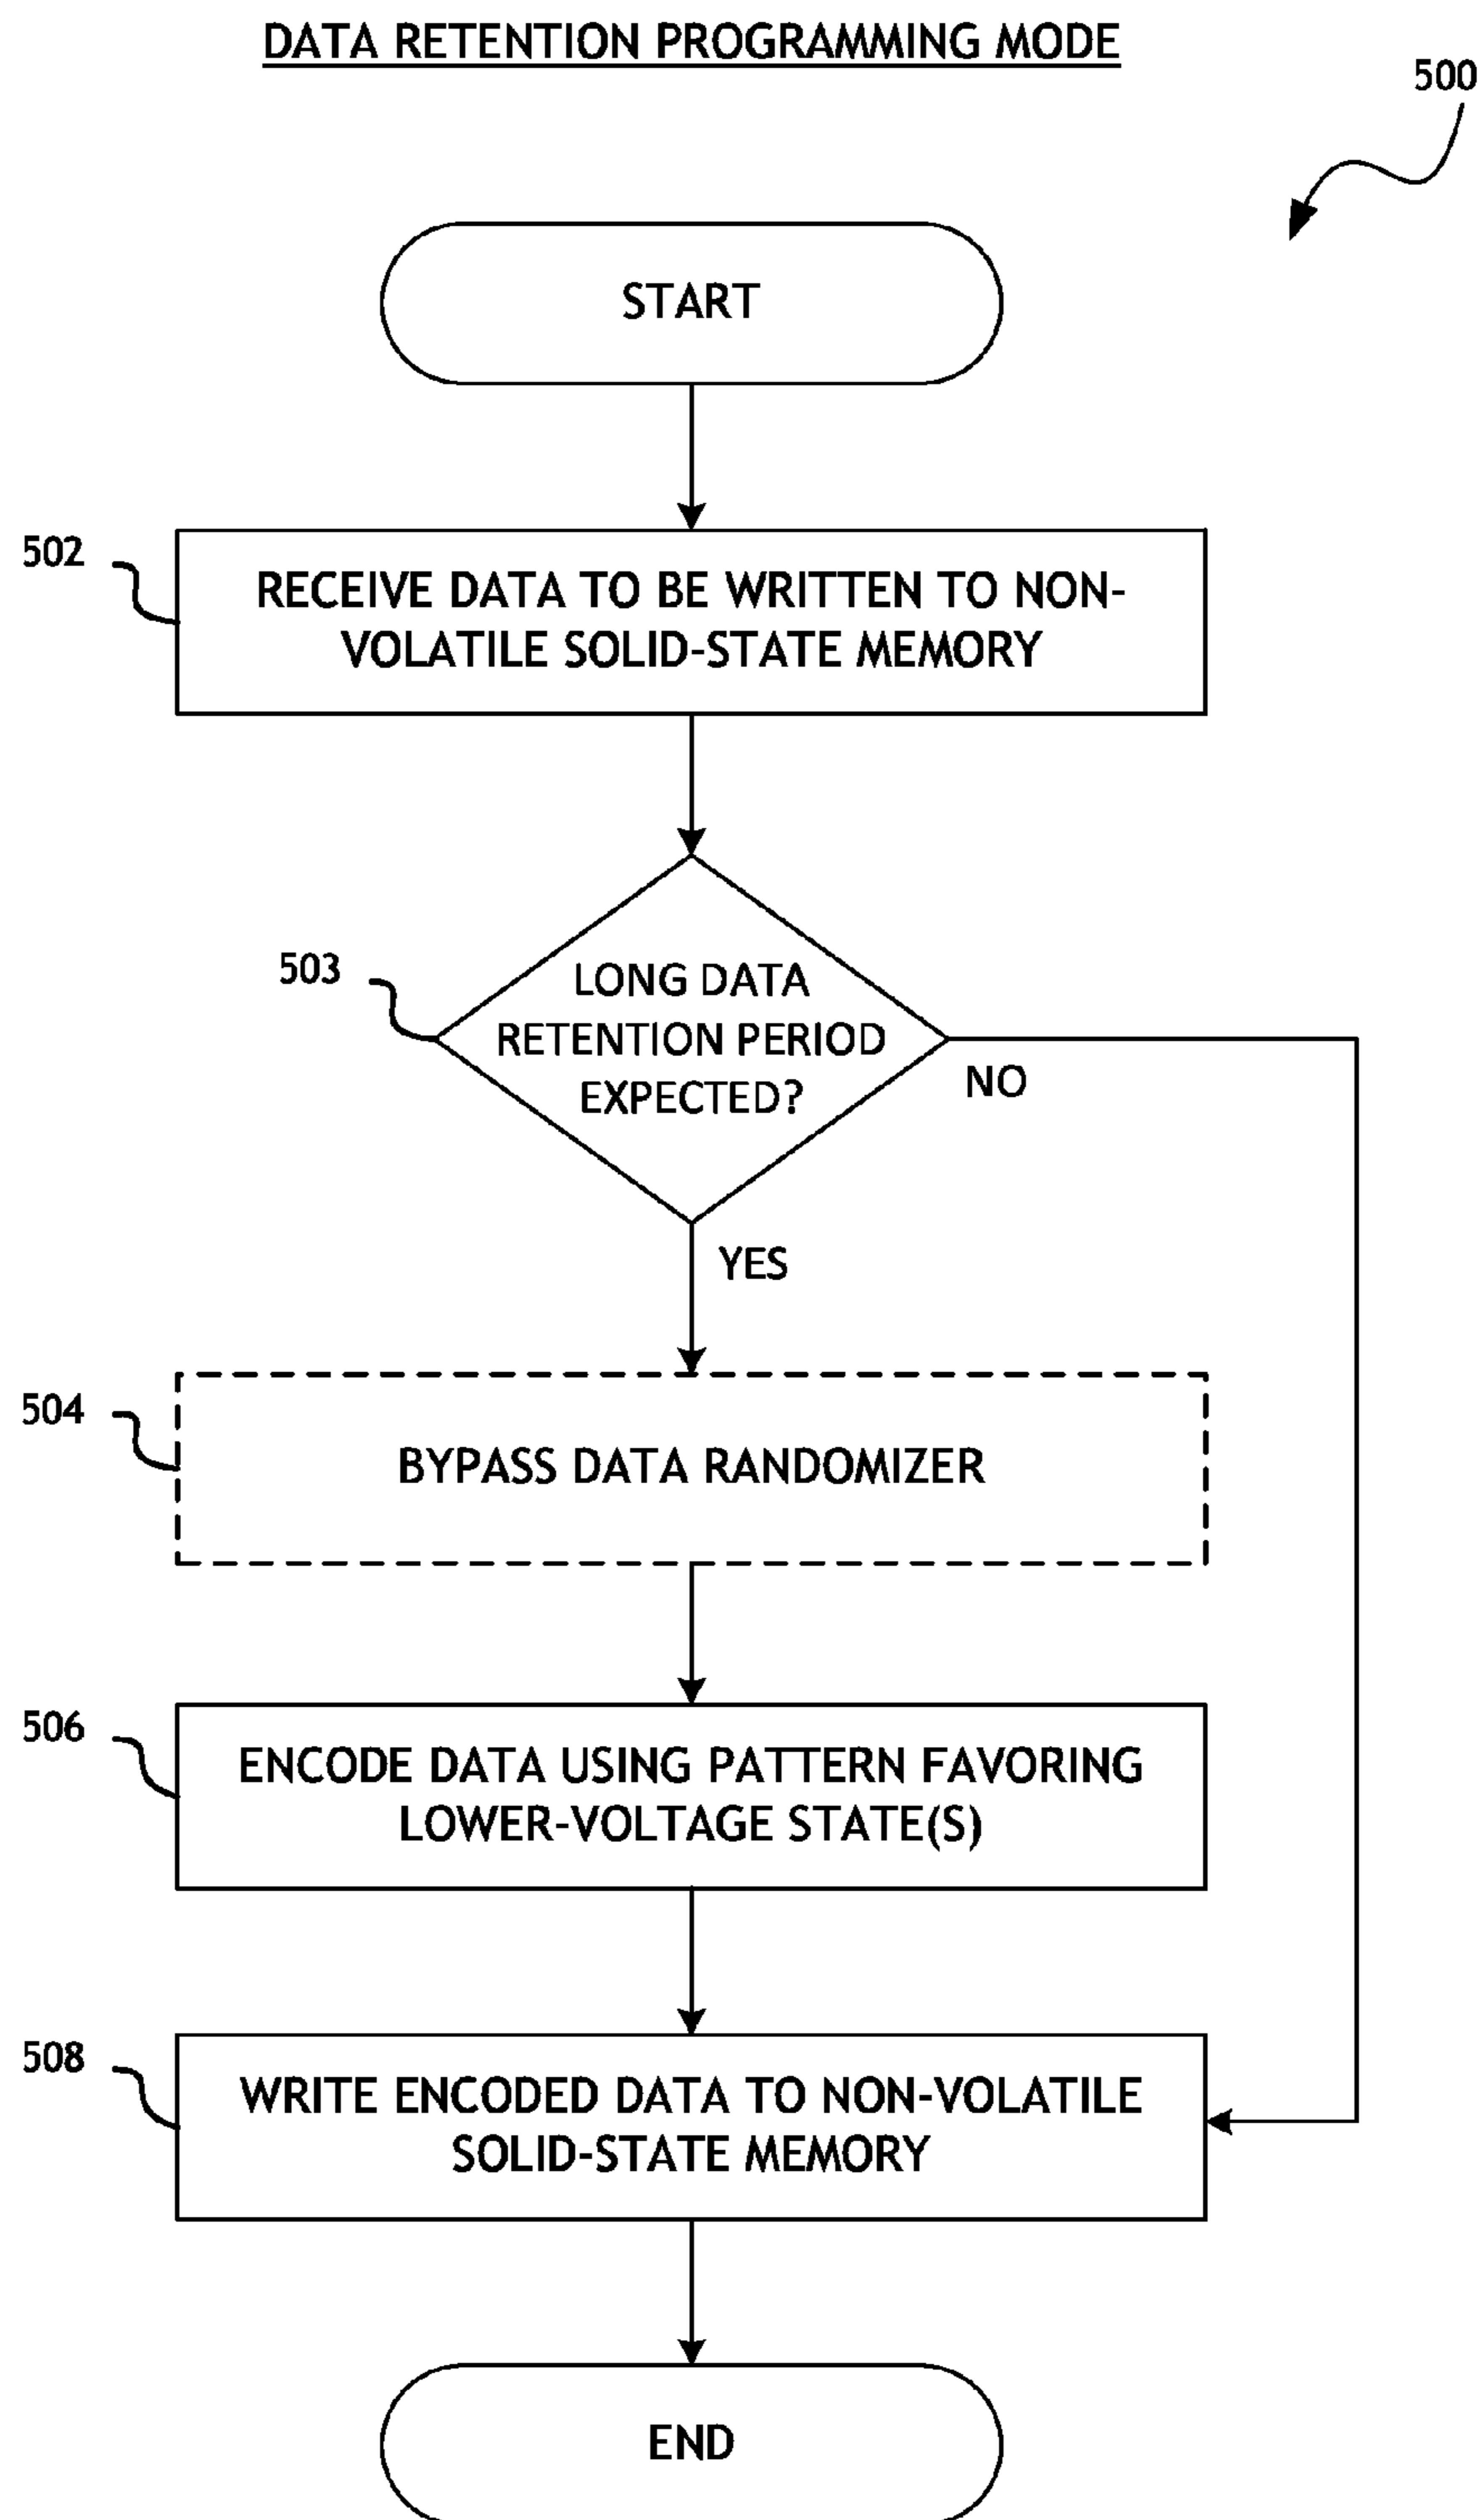 DATA RETENTION PROGRAMMING MODE
500
START
502
RECEIVE DATA TO BE WRITTEN TO NON-
VOLATILE SOLID-STATE MEMORY
503
LONG DATA
RETENTION PERIOD
EXPECTED?
NO
YES
504
BYPASS DATA RANDOMIZER
506
ENCODE DATA USING PATTERN FAVORING
LOWER-VOLTAGE STATE(S)
508
WRITE ENCODED DATA TO NON-VOLATILE
SOLID-STATE MEMORY
END